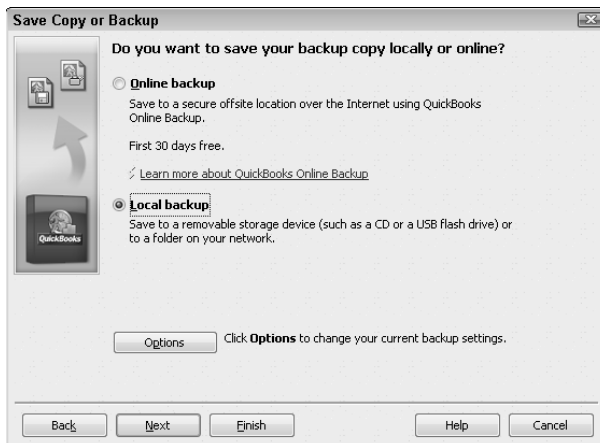 Save Copy or Backup
Do you want to save your backup copy locally or online?
Online backup
Save to a secure offsite location over the Internet using QuickBooks
Online Backup.
First 30 days free.
Learn more about QuickBooks Online Backup
Local backup
Save to a removable storage device (such as a CD or a USB flash drive) or
to a folder on your network.
QuickBooks
Options Click Options to change your current backup settings.
Back Next Finish Help Cancel